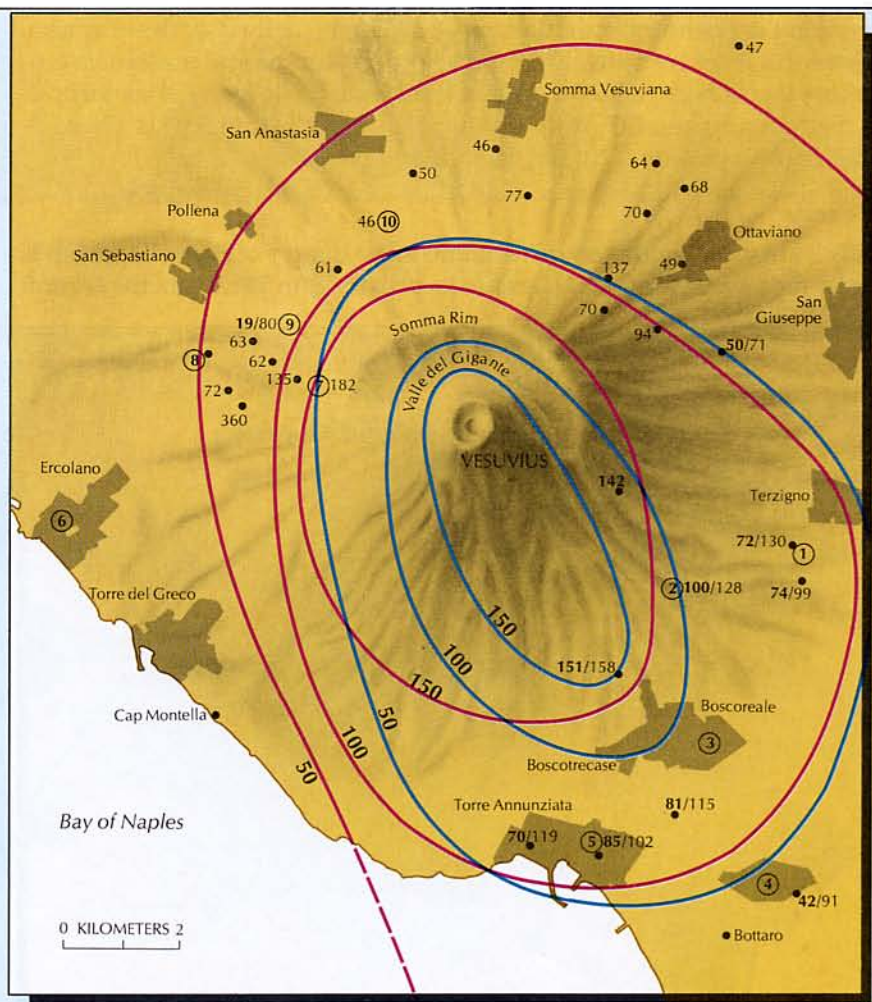 47
Somma Vesuviana
San Anastasia
46
50
64
68
77
70
Pollena
46 ⑩
Ottaviano
San Sebastiano
49
61
137
San
Giuseppe
70
19/80 ⑨
Somma Rim
94
63
50/71
⑧
62
Valle del Gigante
135
⑦ 182
72
360
VESUVIUS
Ercolano
142
Terzigno
⑥
72/130
①
Torre del Greco
② 100/128
74/99
150
100
151/158
150
Boscoreale
Cap Montella
50
③
100
50
Boscotrecase
Torre Annunziata
81/115
Bay of Naples
70/119
⑤ 85/102
④
42/91
0 KILOMETERS 2
Bottaro